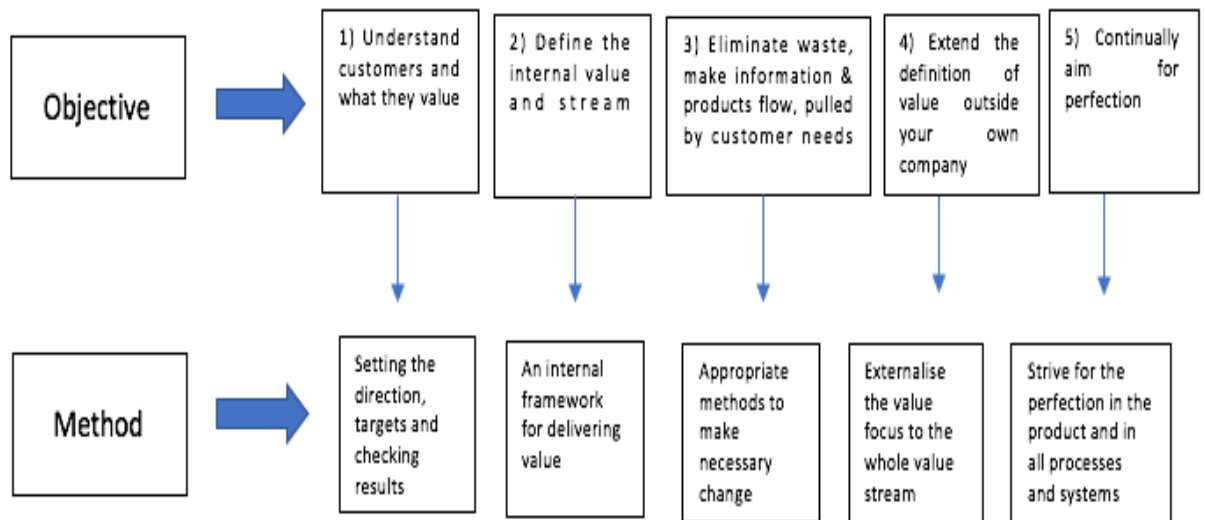 Objective
1) Understand
customers and
what they value
2) Define the
internal value
and stream
3) Eliminate waste,
make information &
products flow, pulled
by customer needs
4) Extend the
definition of
value outside
your own
company
5) Continually
aim for
perfection
Method
Setting the
direction,
targets and
checking
results
An internal
framework
for delivering
value
Appropriate
methods to
make
necessary
change
Externalise
the value
focus to the
whole value
stream
Strive for the
perfection in the
product and in
all processes
and systems